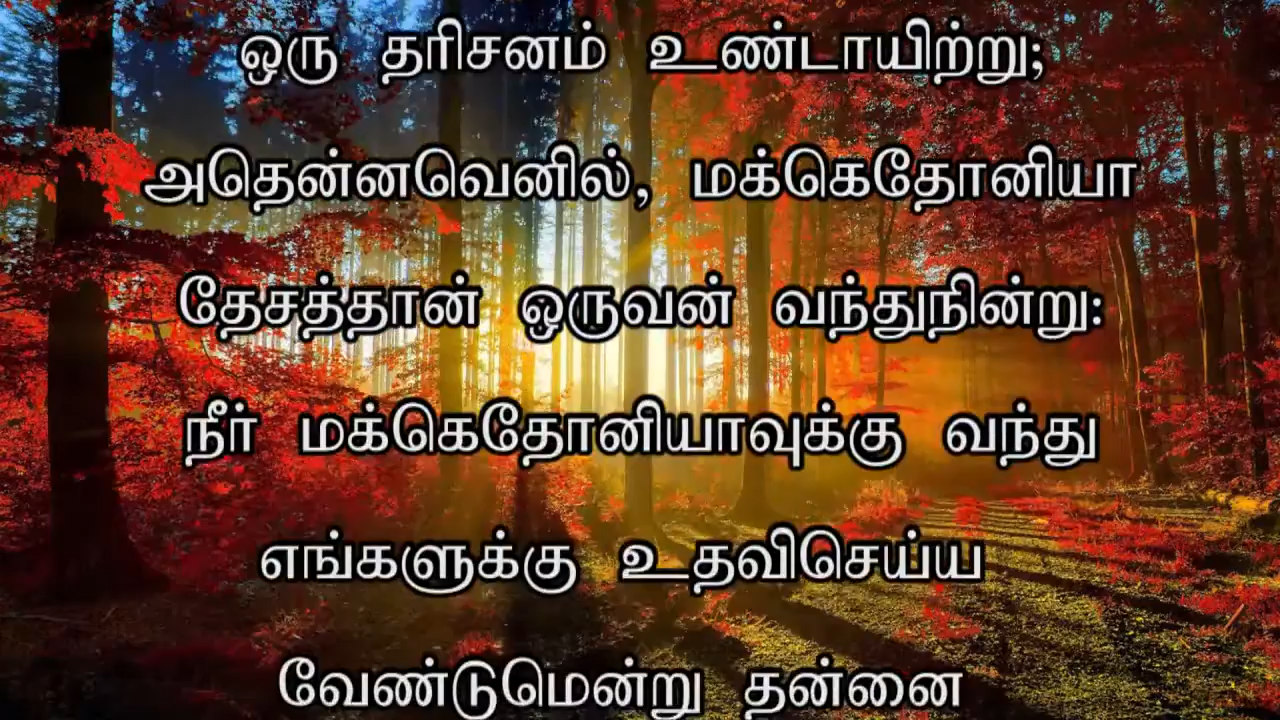 ஒரு தரிசனம் உண்டாயிற்று;
அதென்னவெனில், மக்கெதோனியா
தேசத்தான் ஒருவன் வந்துநின்று:
நீர் மக்கெதோனியாவுக்கு வந்து
எங்களுக்கு உதவிசெய்ய
வேண்டுமென்று தன்னை